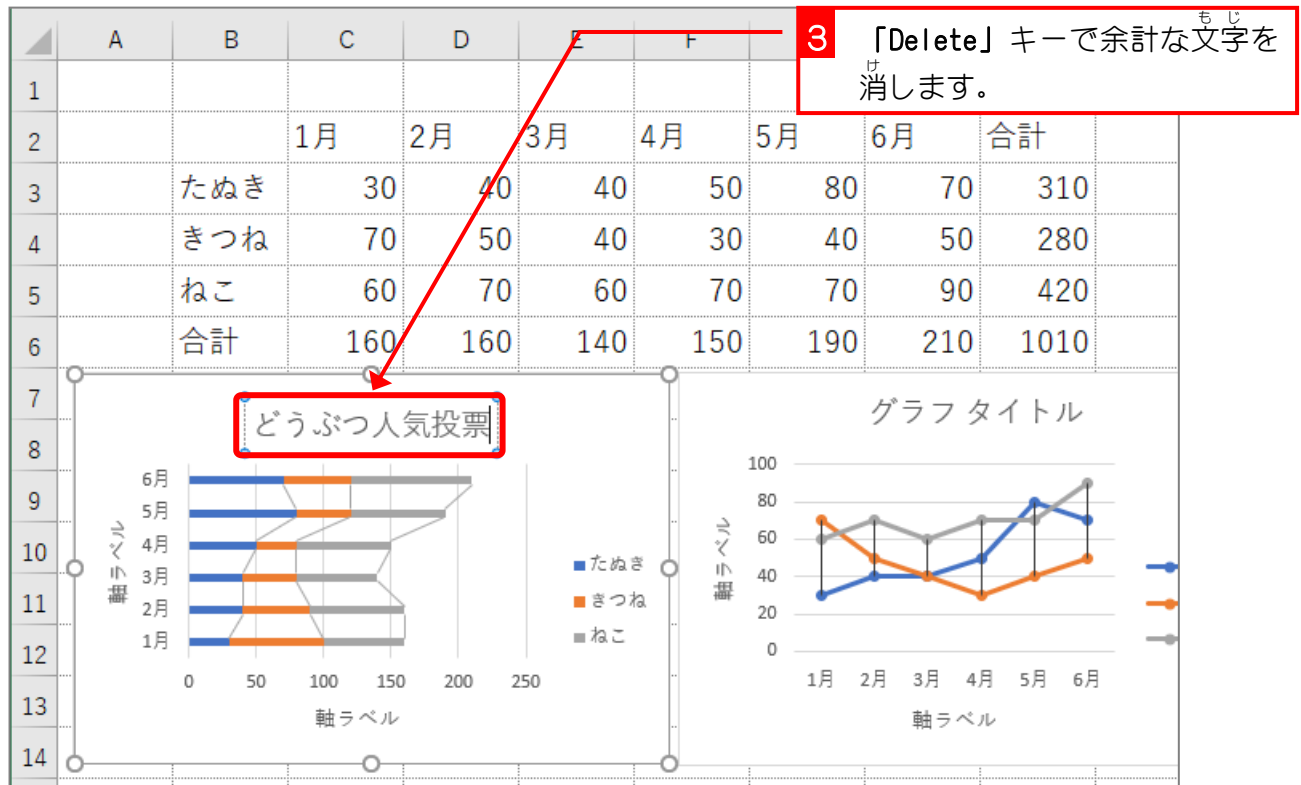 A B C D E F
3 「Delete」キーで余計な文字を
もじ
消します。
け
1
2 1月 2月 3月 4月 5月 6月 合計
3 たぬき 30 40 40 50 80 70 310
4 きつね 70 50 40 30 40 50 280
5 ねこ 60 70 60 70 70 90 420
6 合計 160 160 140 150 190 210 1010
7
8
9
10
11
12
13
14
どうぶつ人気投票
軸ラベル
6月
5月
4月
3月
2月
1月
0 50 100 150 200 250
軸ラベル
たぬき
きつね
ねこ
グラフ タイトル
軸ラベル
100
80
60
40
20
0
1月 2月 3月 4月 5月 6月
軸ラベル